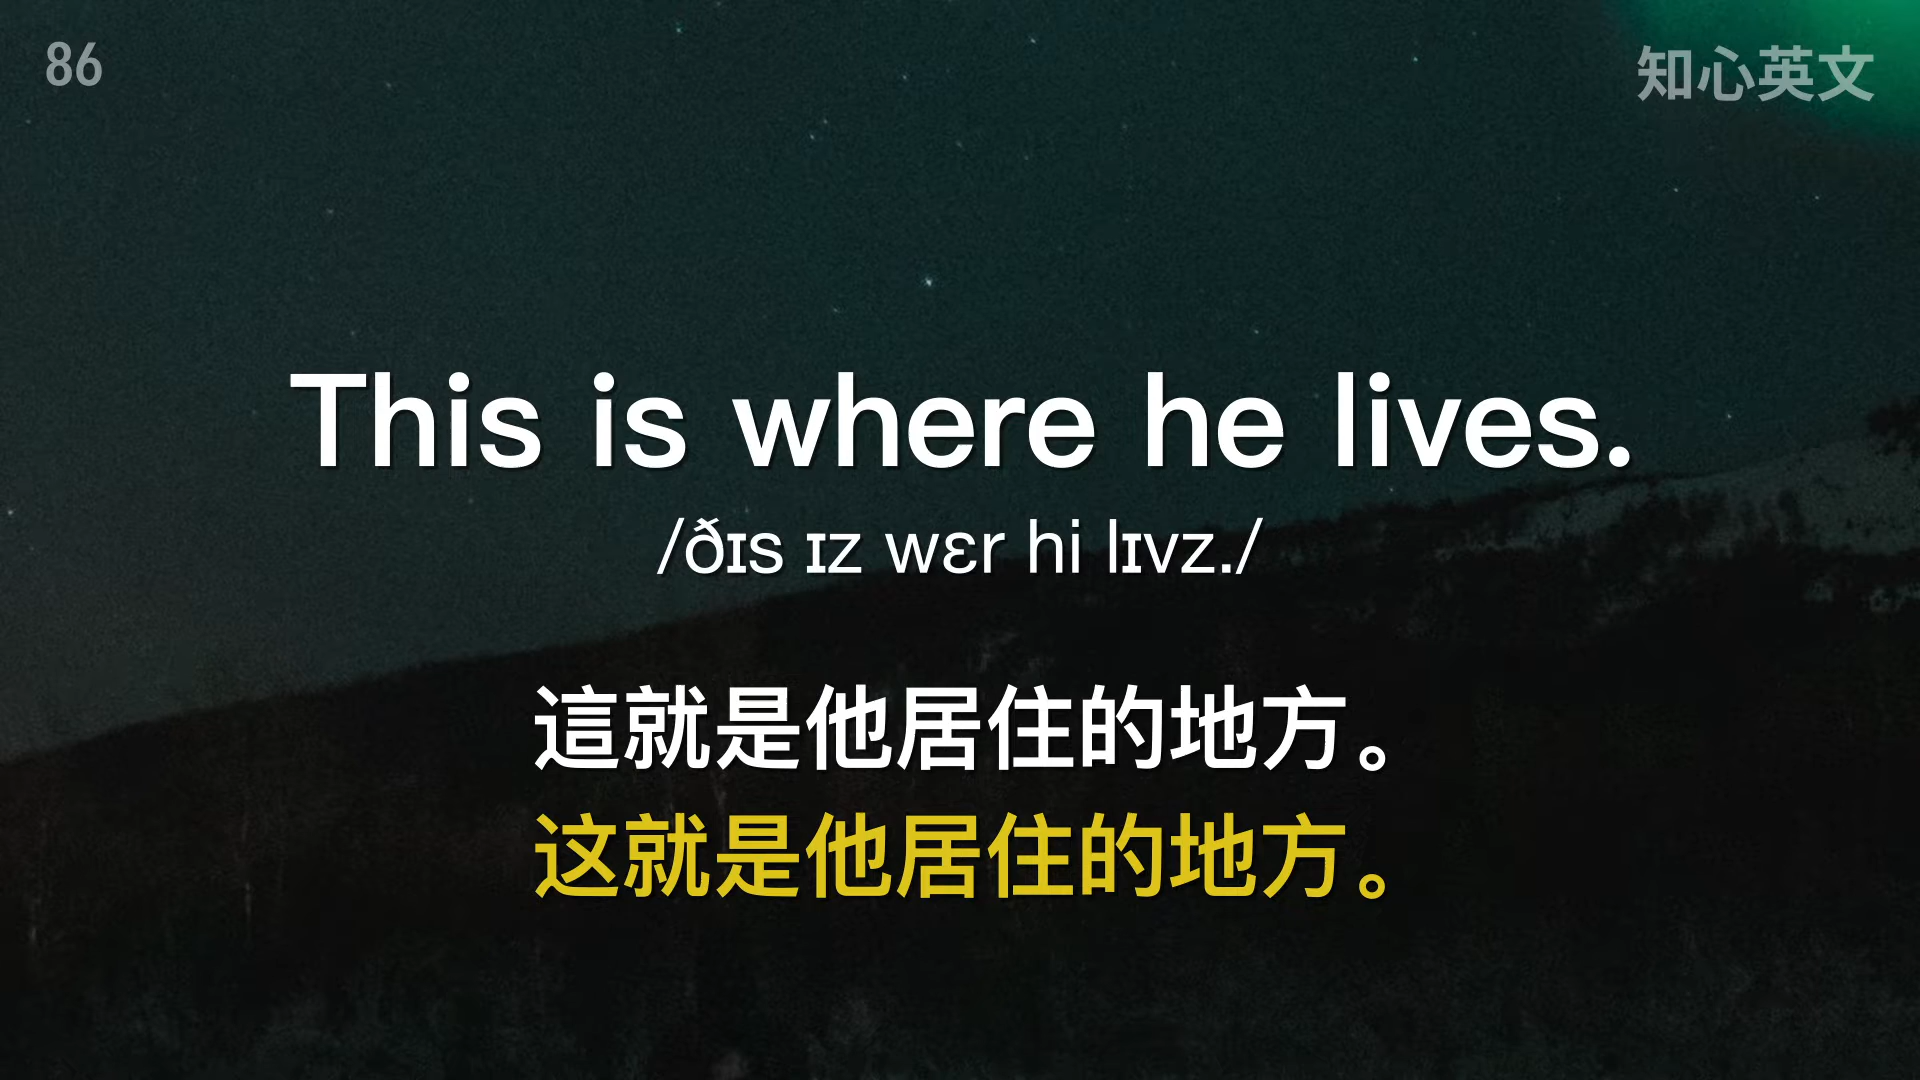 86
知心英文
This is where he lives.
/ðɪs ɪz wɛr hi lɪvz./
這就是他居住的地方。
这就是他居住的地方。